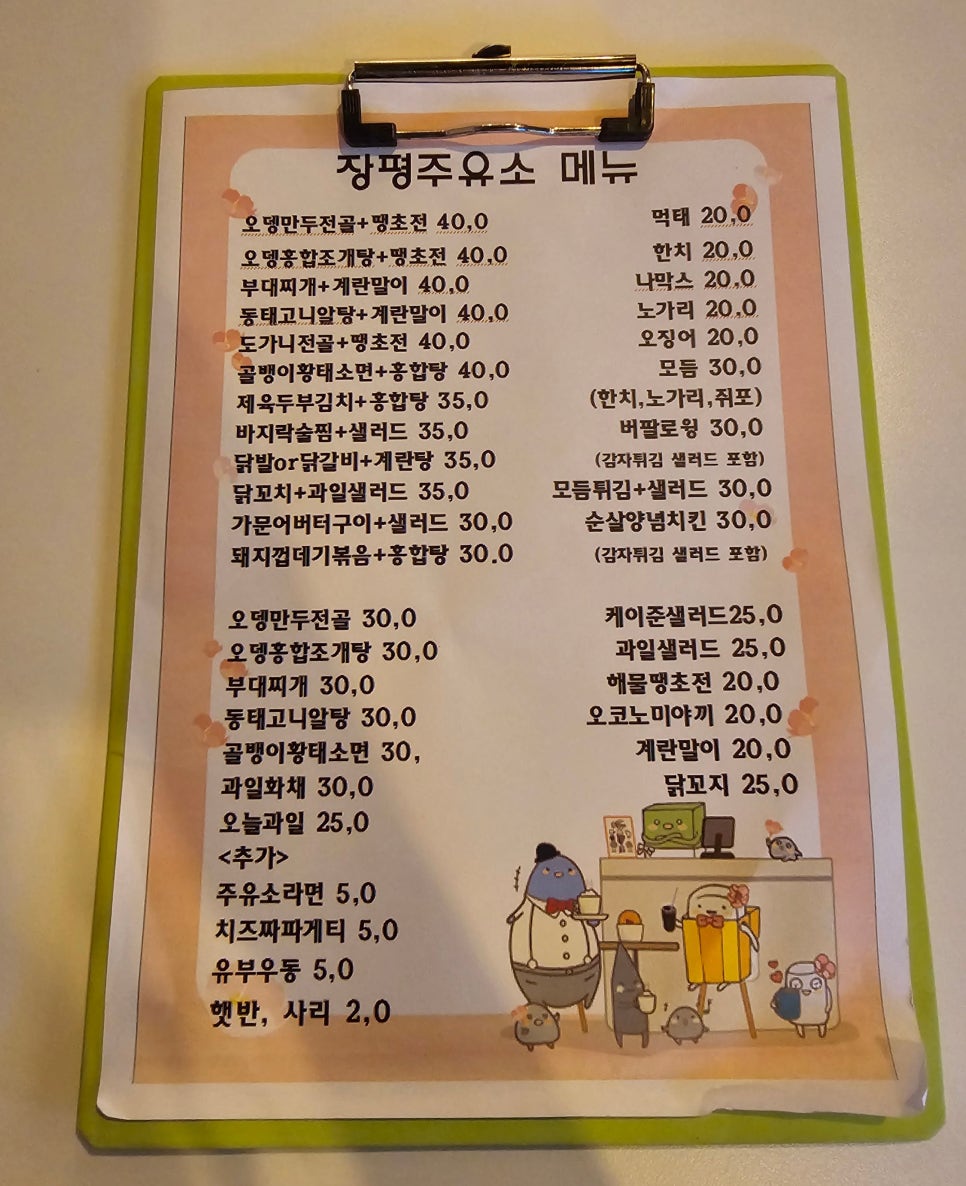 장평주유소 메뉴
오뎅만두전골+땡초전 40,0
오뎅홍합조개탕+땡초전 40,0
부대찌개+계란말이 40,0
동태고니알탕+계란말이 40,0
도가니전골+땡초전 40,0
골뱅이황태소면+홍합탕 40,0
제육두부김치+홍합탕 35,0
바지락술찜+샐러드 35,0
닭발or닭갈비+계란탕 35,0
닭꼬치+과일샐러드 35,0
가문어버터구이+샐러드 30,0
돼지껍데기볶음+홍합탕 30.0
먹태 20,0
한치 20,0
나막스 20,0
노가리 20,0
오징어 20,0
모듬 30,0
(한치,노가리,쥐포)
버팔로윙 30,0
(감자튀김 샐러드 포함)
모듬튀김+샐러드 30,0
순살양념치킨 30,0
(감자튀김 샐러드 포함)
오뎅만두전골 30,0
오뎅홍합조개탕 30,0
부대찌개 30,0
동태고니알탕 30,0
골뱅이황태소면 30,
과일화채 30,0
오늘과일 25,0
<추가>
주유소라면 5,0
치즈짜파게티 5,0
유부우동 5,0
햇반, 사리 2,0
케이준샐러드25,0
과일샐러드 25,0
해물땡초전 20,0
오코노미야끼 20,0
계란말이 20,0
닭꼬지 25,0